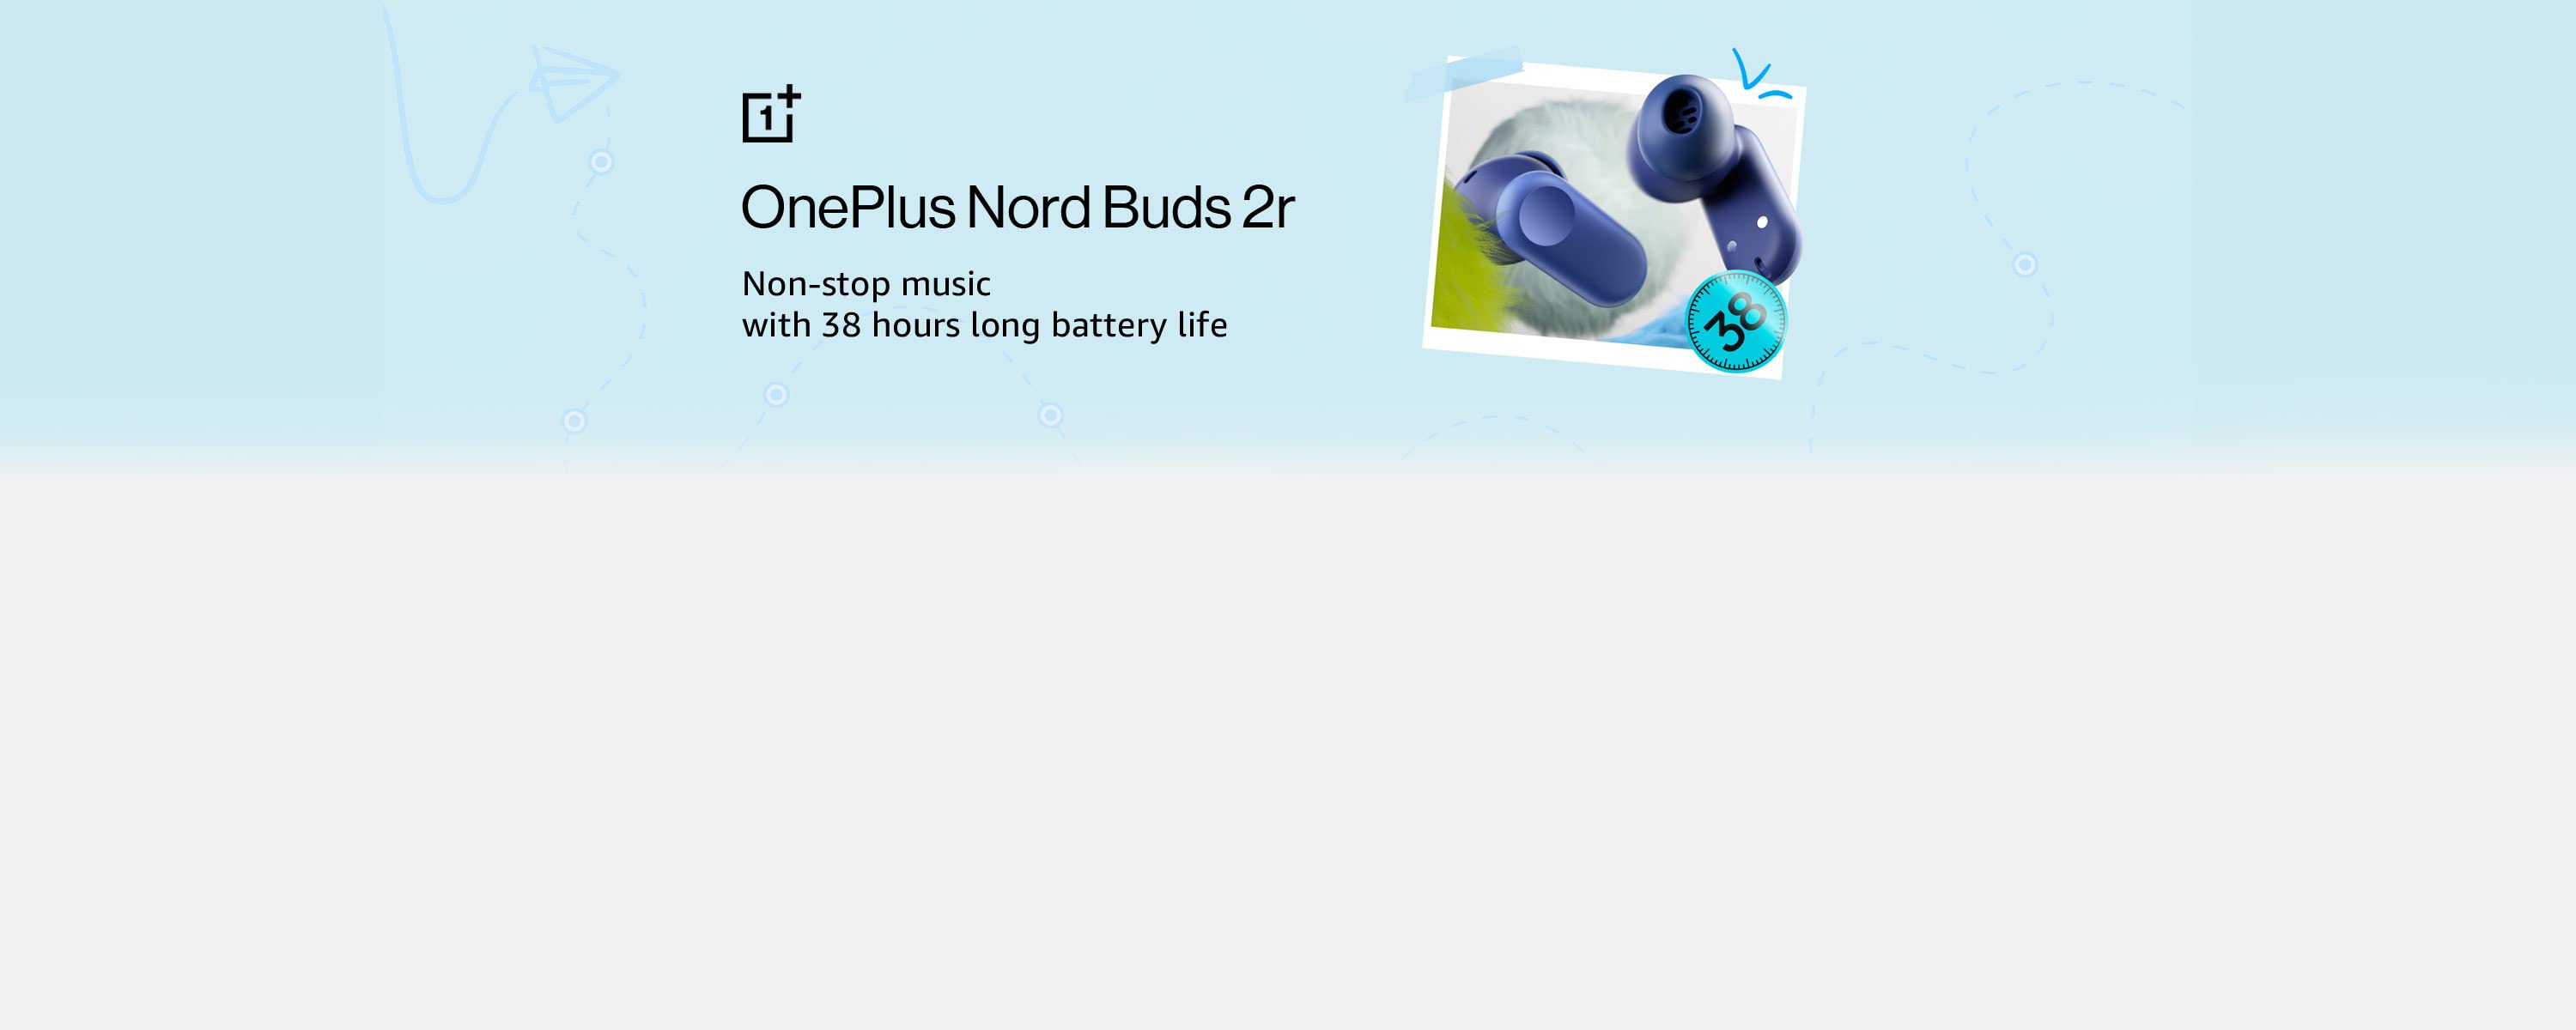 1+
OnePlus Nord Buds 2r
Non-stop music
with 38 hours long battery life
38